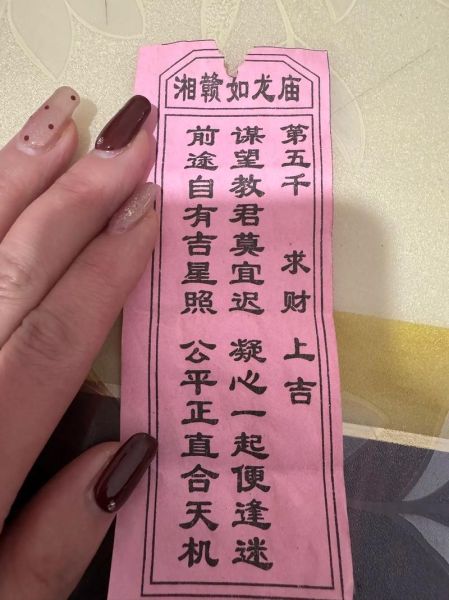 湘赣如龙庙
第五千 求财 上吉
谋望教君莫宜迟 凝心一起便逢迷
前途自有吉星照 公平正直合天机